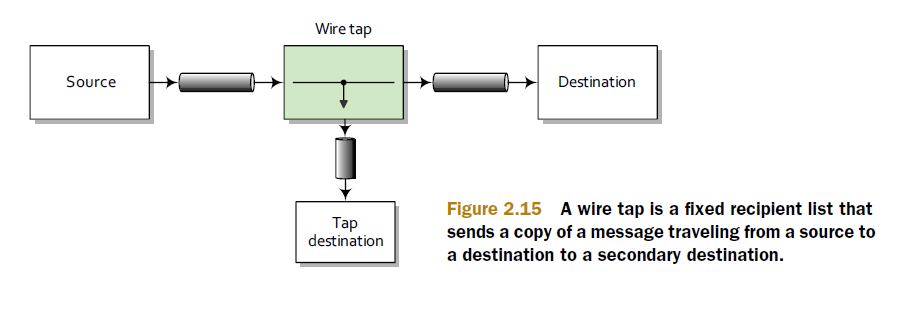 Wire tap
Source
Destination
Tap
destination
Figure 2.15 A wire tap is a fixed recipient list that
sends a copy of a message traveling from a source to
a destination to a secondary destination.